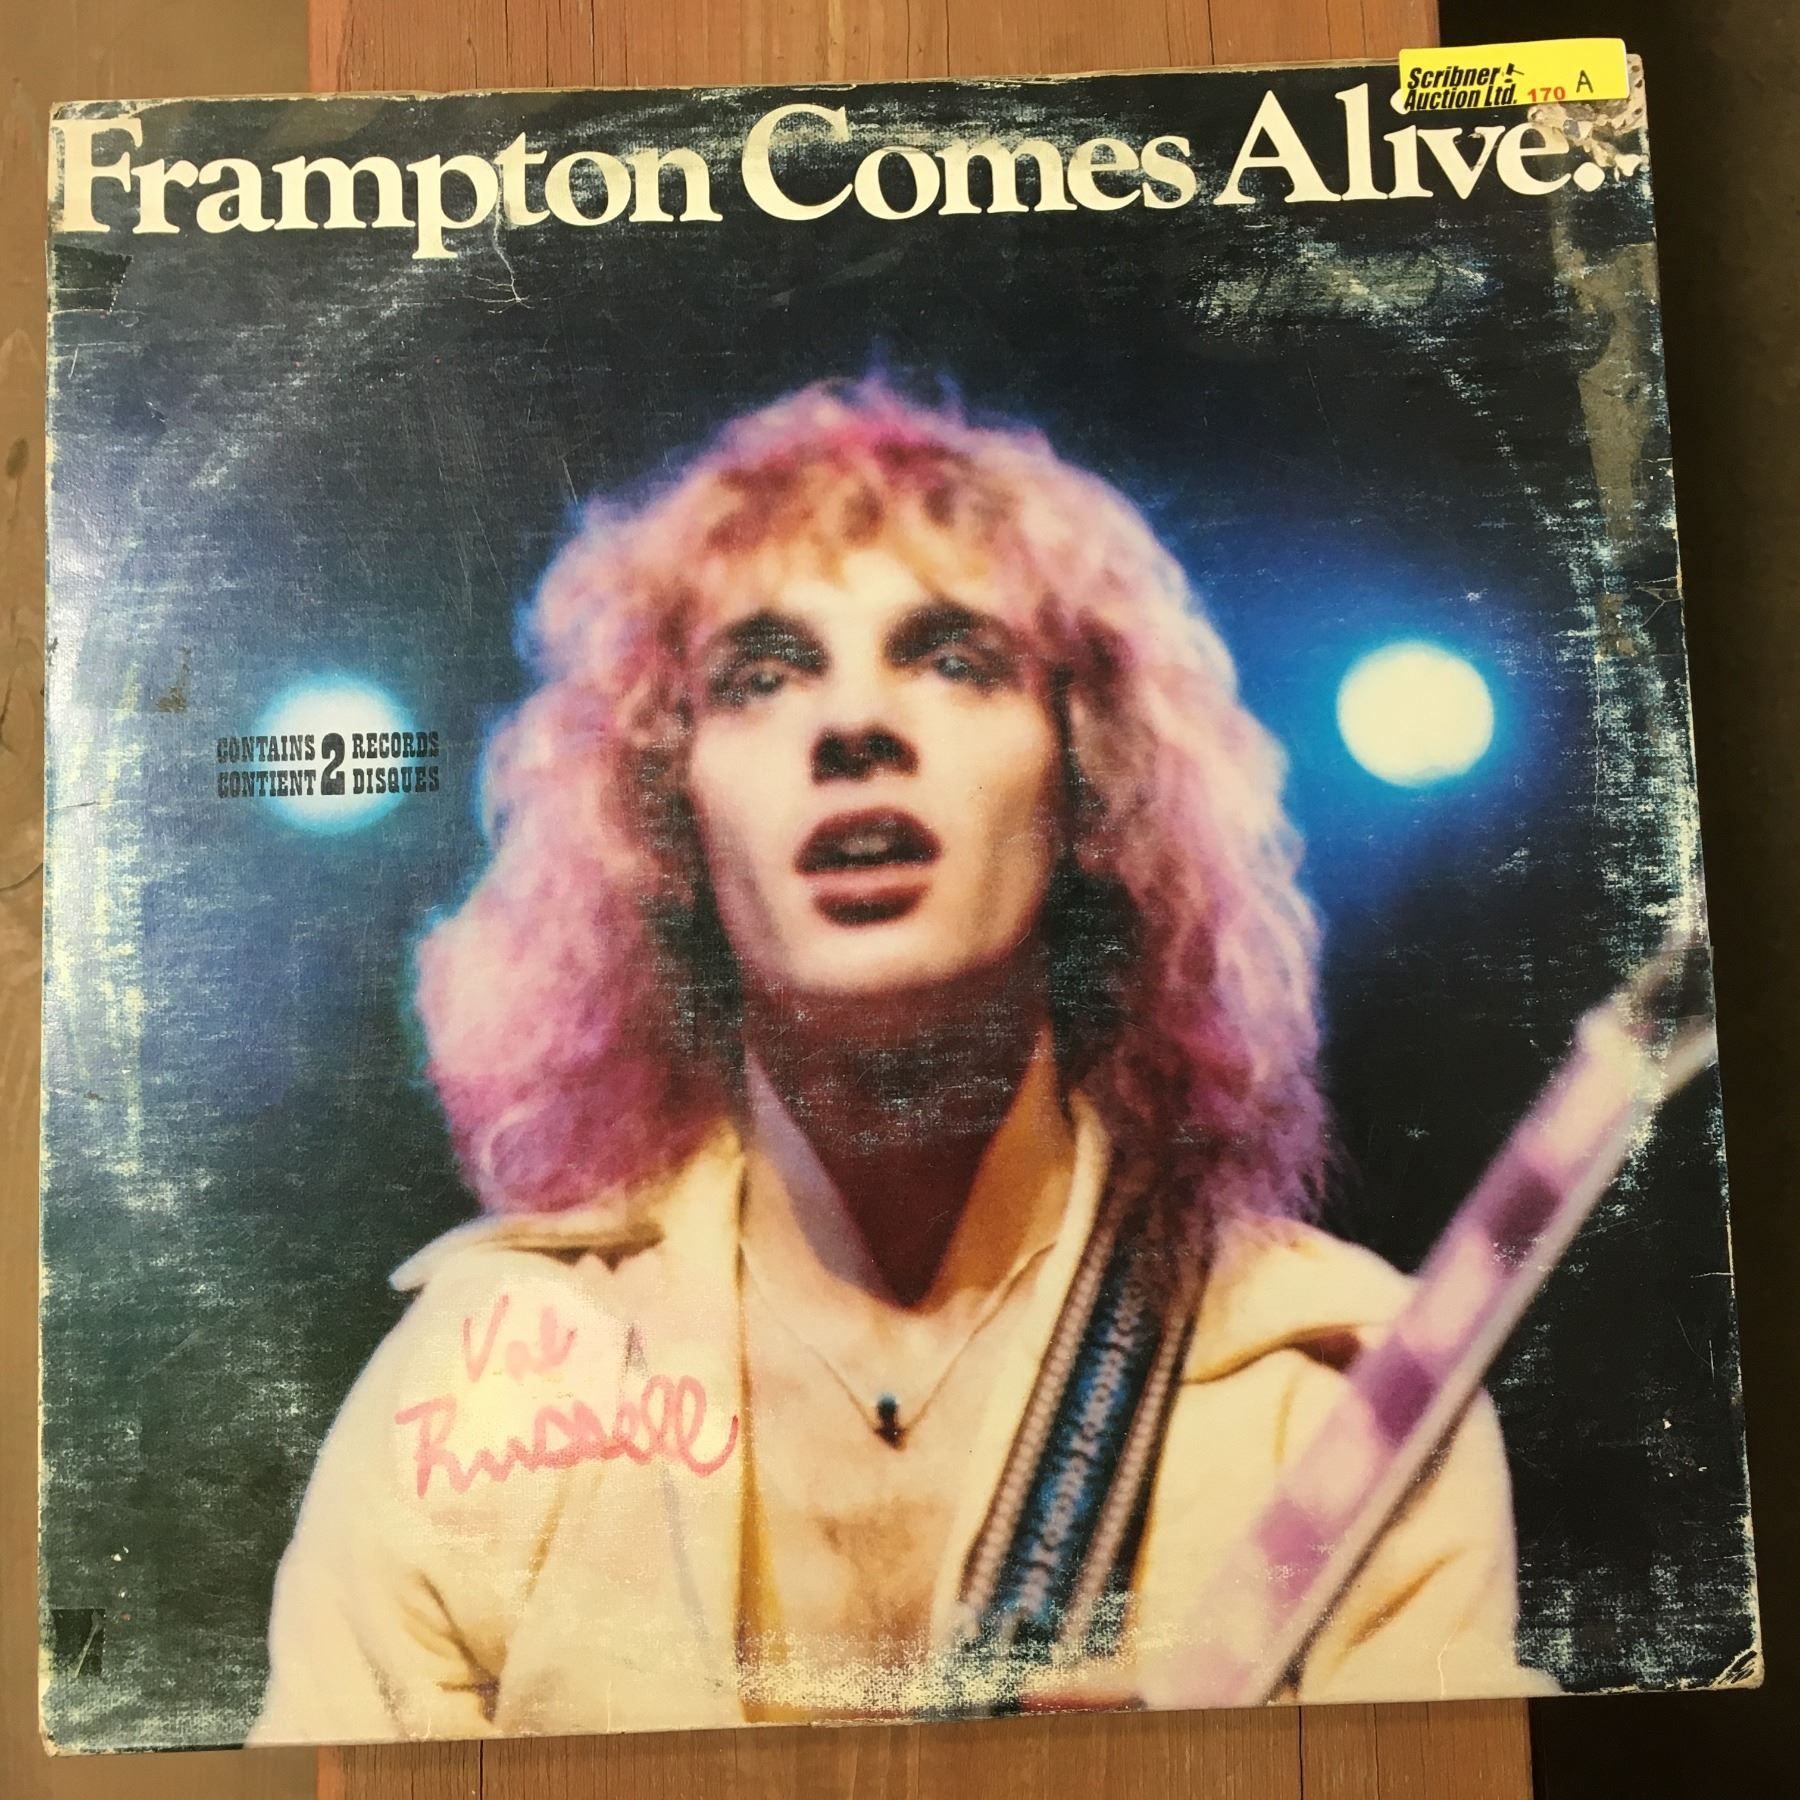 Scribner
Auction Ltd. 170 A
Frampton Comes Alive!
CONTAINS 2 RECORDS
CONTIENT 2 DISQUES
Val
Russell